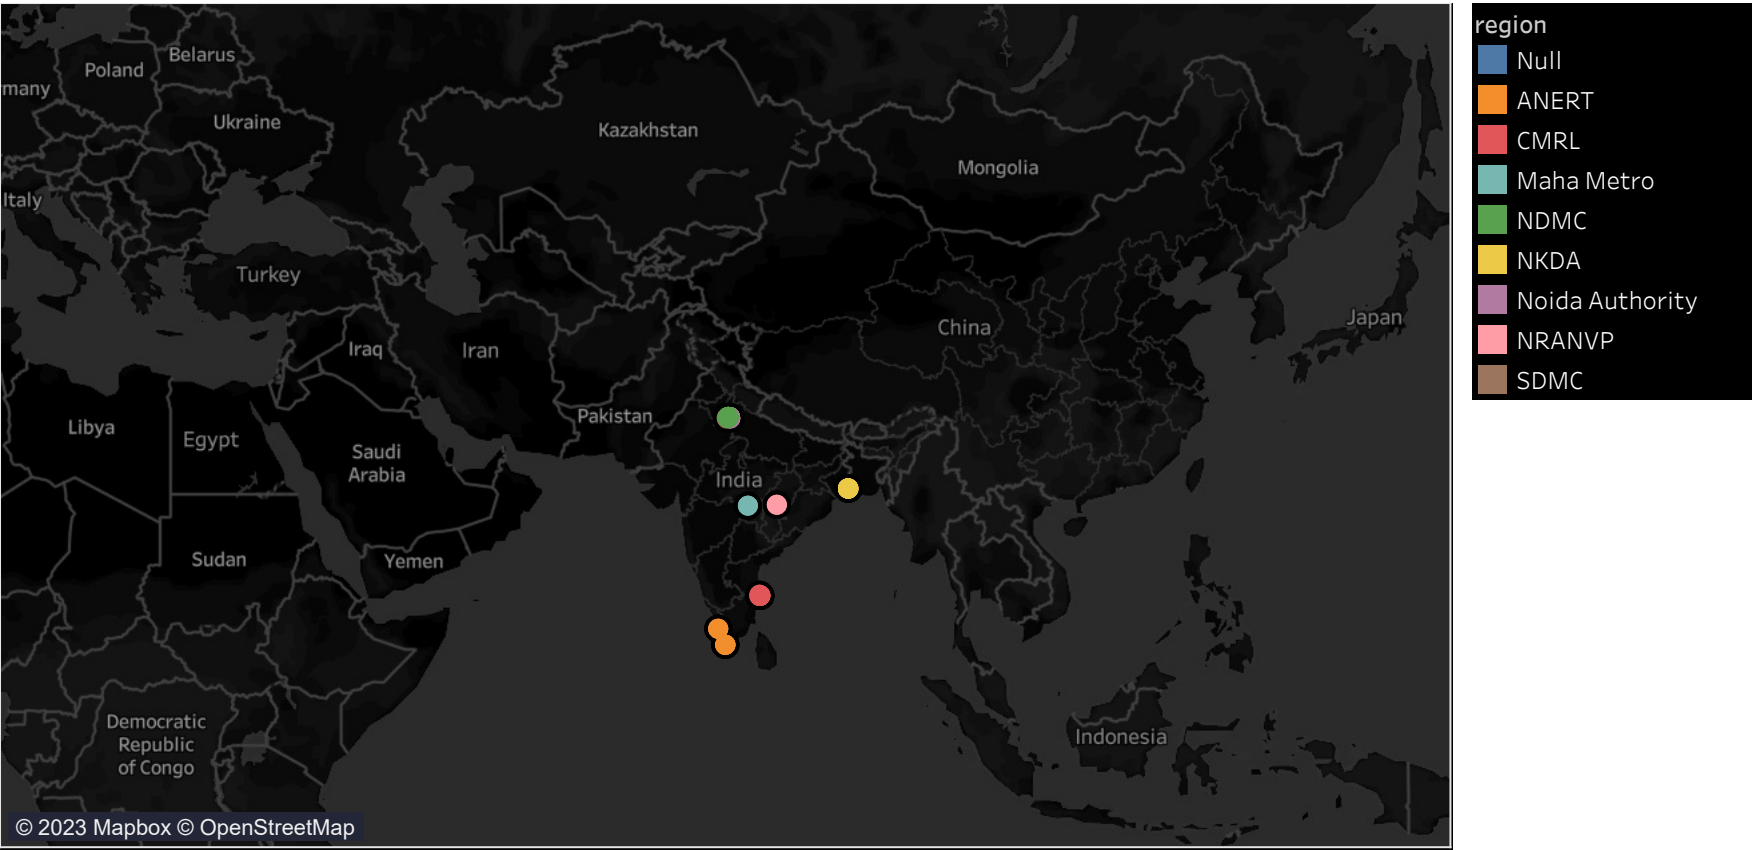 Belarus
Poland
many
Ukraine
Kazakhstan
Mongolia
Italy
Turkey
Japan
China
Iraq
Iran
Pakistan
Libya
Egypt
Saudi
Arabia
India
Sudan
Yemen
Democratic
Republic
of Congo
Indonesia
© 2023 Mapbox © OpenStreetMap
region
Null
ANERT
CMRL
Maha Metro
NDMC
NKDA
Noida Authority
NRANVP
SDMC